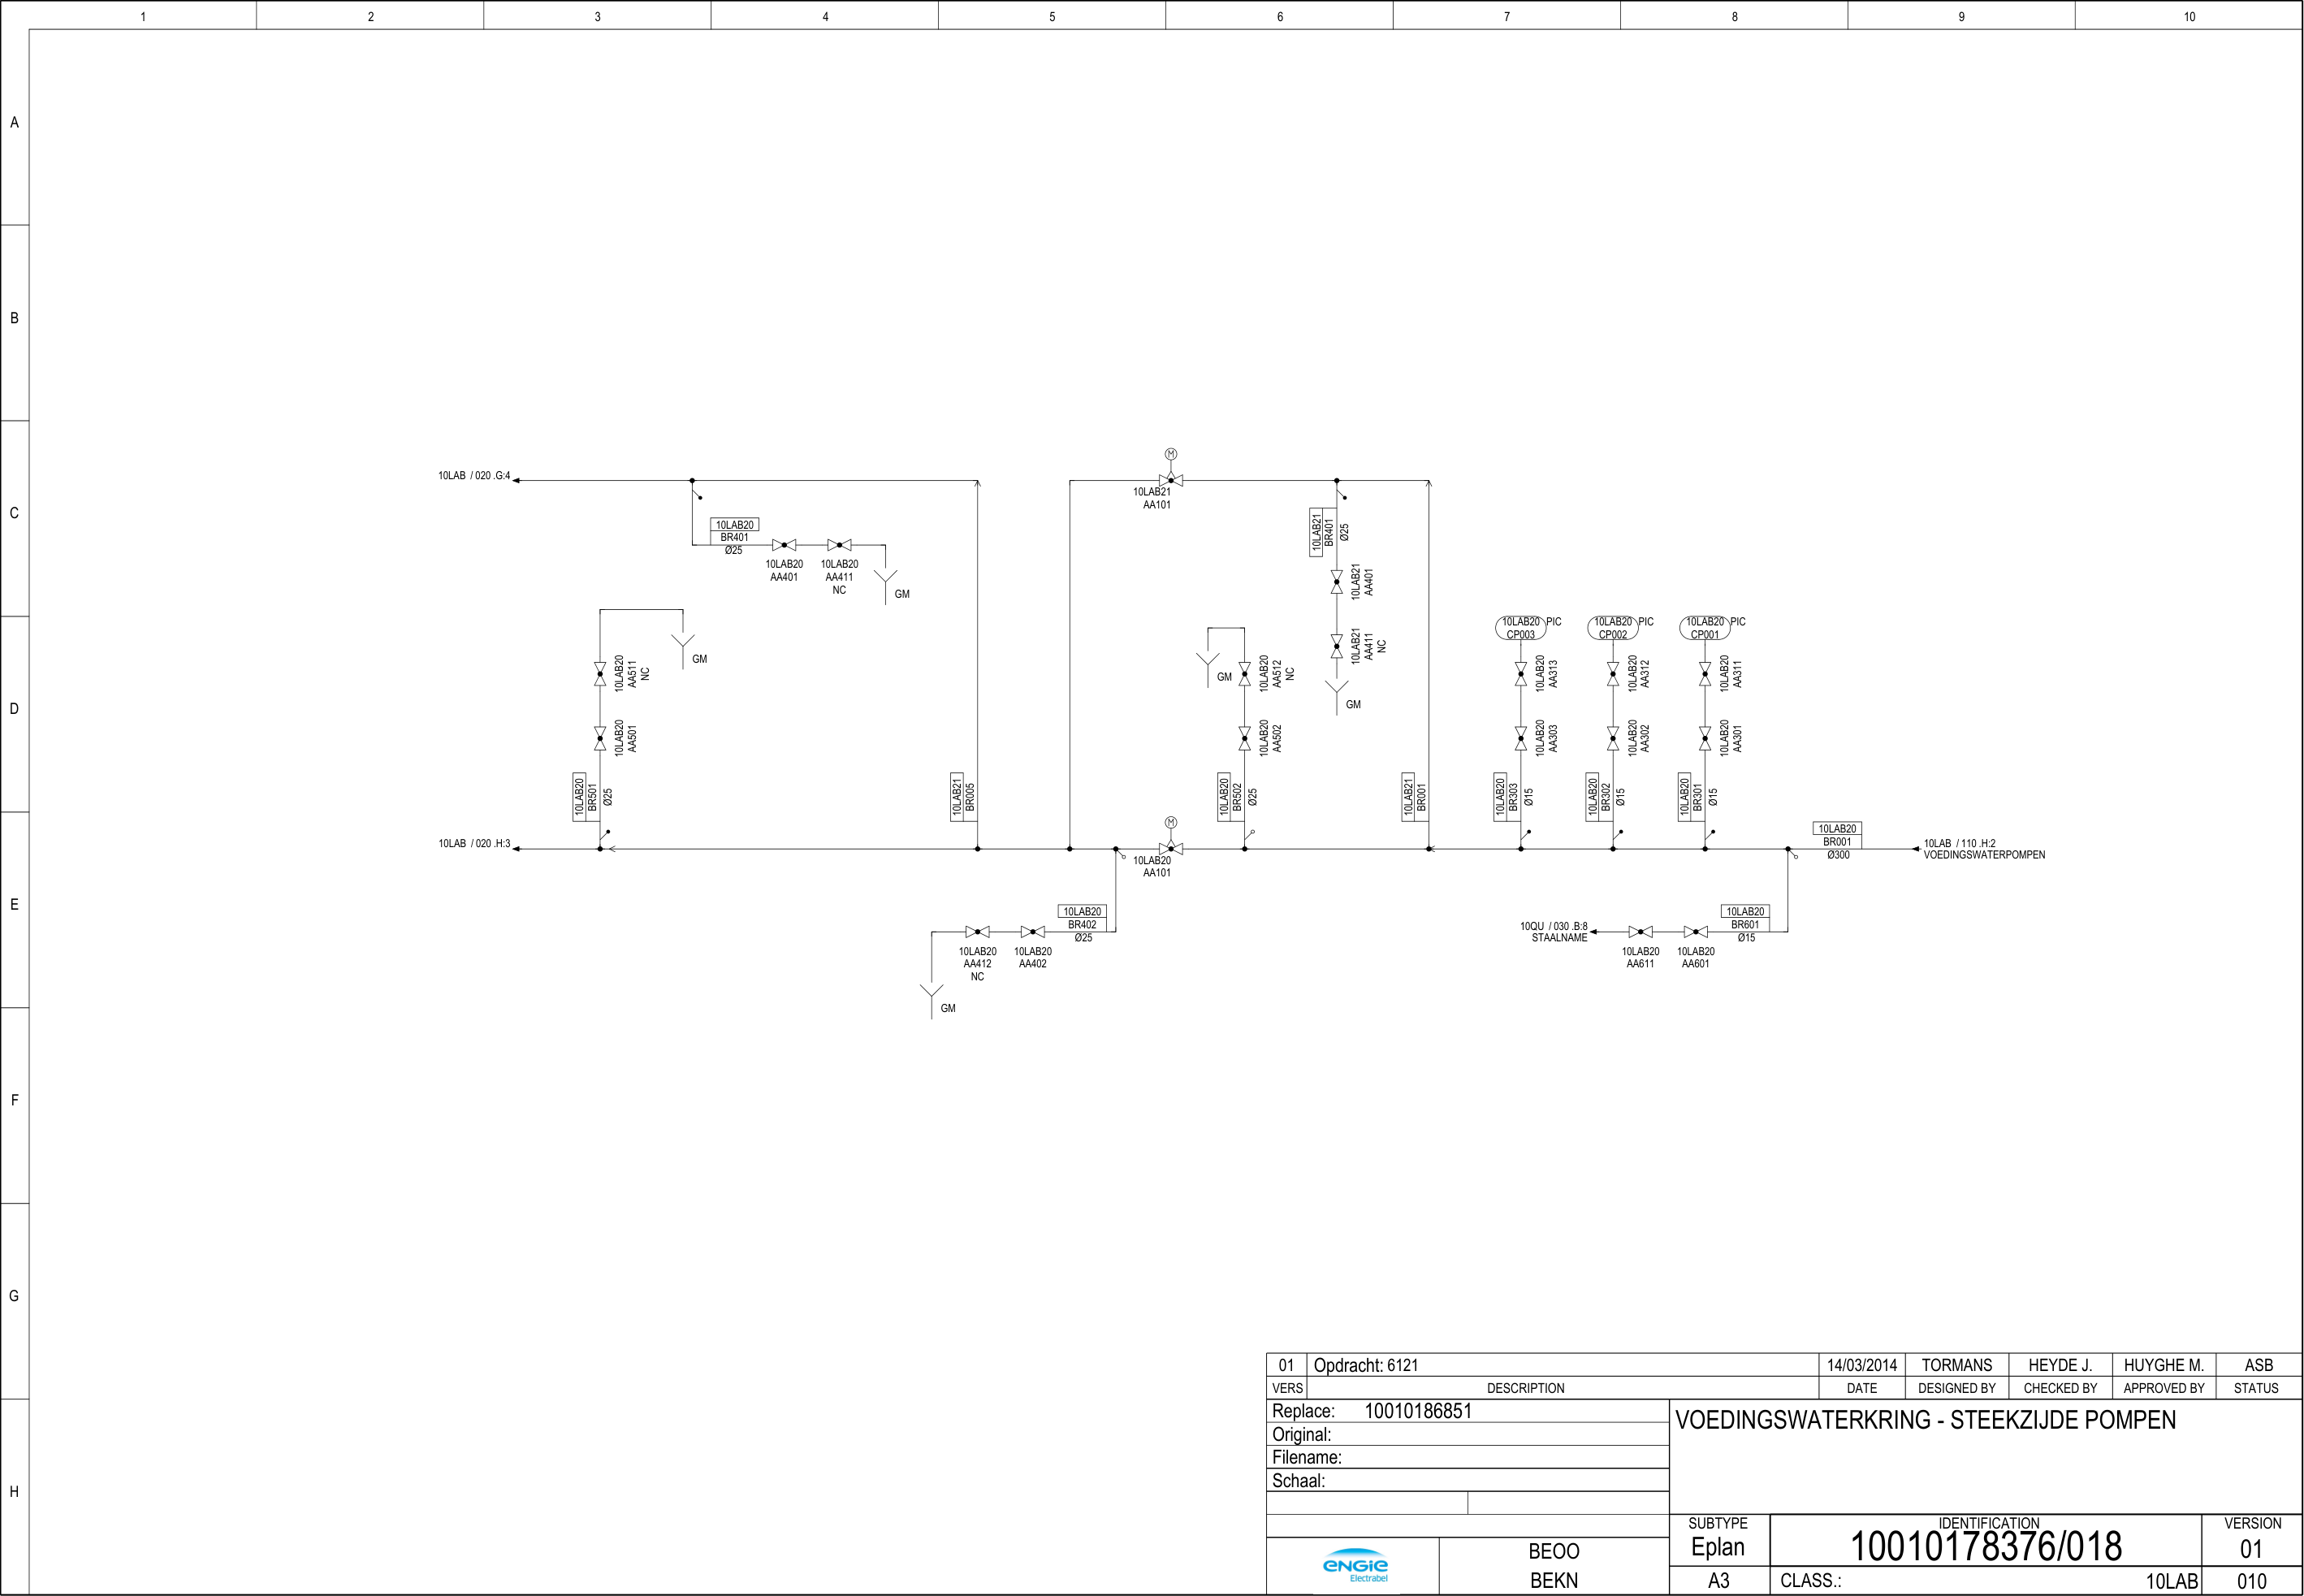 1 2 3 4 5 6 7 8 9 10
A
B
C
D
E
F
G
H
10LAB / 020 .G:4
10LAB20
BR401
Ø25
10LAB20
AA401
10LAB20
AA411
NC
GM
M
10LAB21
AA101
10LAB21
BR401
Ø25
10LAB21
AA401
10LAB21
AA411
NC
GM
GM
10LAB20
AA511
NC
10LAB20
AA501
10LAB20
BR501
Ø25
10LAB21
BR005
GM
10LAB20
AA512
NC
10LAB20
AA502
10LAB20
BR502
Ø25
10LAB21
BR001
10LAB20 PIC
CP003
10LAB20
AA313
10LAB20
AA303
10LAB20
BR303
Ø15
10LAB20 PIC
CP002
10LAB20
AA312
10LAB20
AA302
10LAB20
BR302
Ø15
10LAB20 PIC
CP001
10LAB20
AA311
10LAB20
AA301
10LAB20
BR301
Ø15
10LAB / 020 .H:3
M
10LAB20
AA101
10LAB20
BR001
Ø300
10LAB / 110 .H:2
VOEDINGSWATERPOMPEN
10LAB20
BR402
Ø25
10LAB20
AA412
NC
10LAB20
AA402
GM
10QU / 030 .B:8
STAALNAME
10LAB20
AA611
10LAB20
AA601
10LAB20
BR601
Ø15
01 Opdracht: 6121 14/03/2014 TORMANS HEYDE J. HUYGHE M. ASB
VERS DESCRIPTION DATE DESIGNED BY CHECKED BY APPROVED BY STATUS
Replace: 10010186851
Original:
Filename:
Schaal:
VOEDINGSWATERKRING - STEEKZIJDE POMPEN
ENGIE
Electrabel
BEOO
BEKN
SUBTYPE
Eplan
A3
IDENTIFICATION
10010178376/018
CLASS.: 10LAB
VERSION
01
010